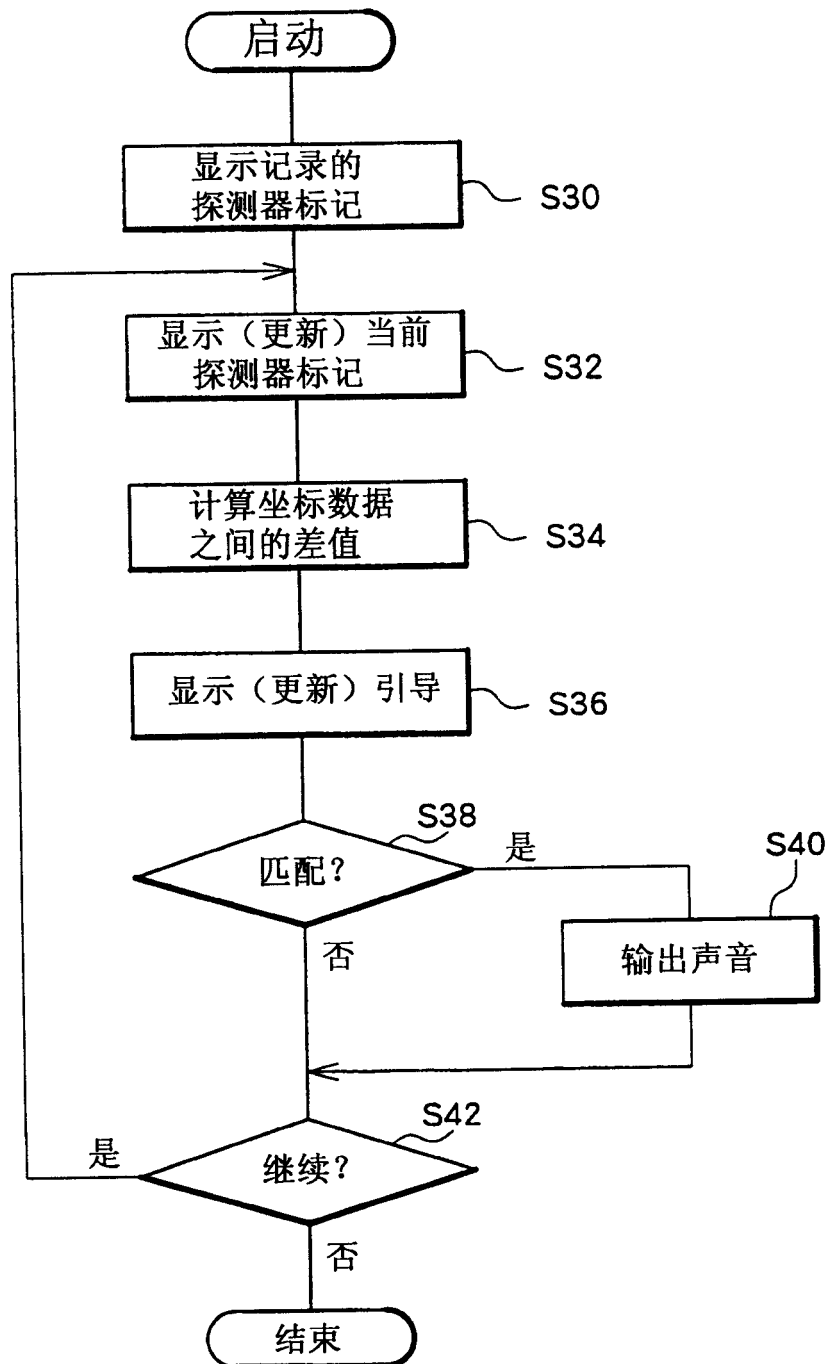 启动
显示记录的
探测器标记
S30
显示（更新）当前
探测器标记
S32
计算坐标数据
之间的差值
S34
显示（更新）引导
S36
S38
匹配？
是
否
S40
输出声音
S42
继续？
是
否
结束